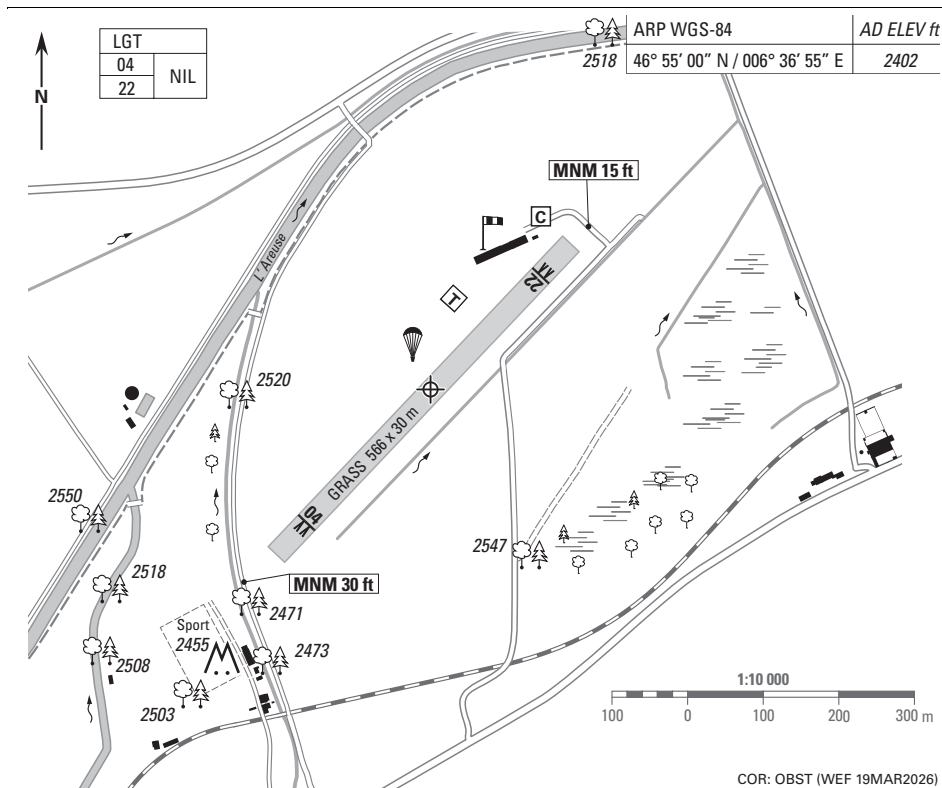 LGT
04
22
NIL
N
ARP WGS-84
AD ELEV ft
46° 55' 00" N / 006° 36' 55" E
2402
2518
MNM 15 ft
C
L'Areuse
22
T
2520
GRASS 566 x 30 m
04
2550
2547
2518
MNM 30 ft
2471
Sport
2455
2473
2508
2503
1:10 000
100 0 100 200 300 m
COR: OBST (WEF 19MAR2026)